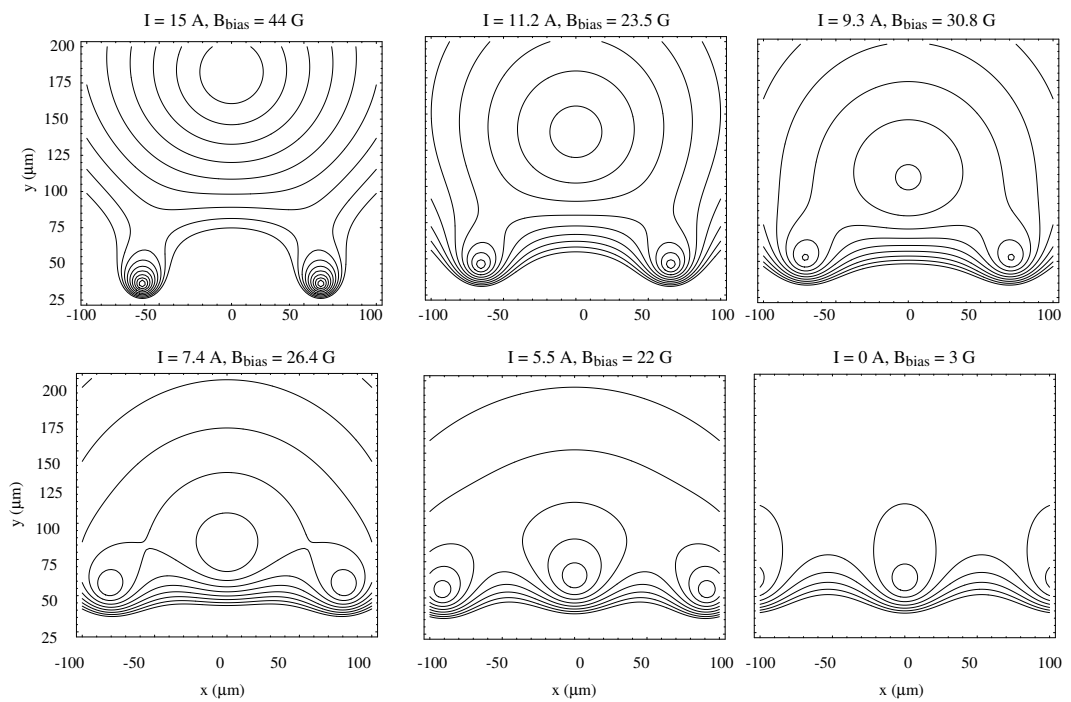 I = 15 A, B_bias = 44 G
I = 11.2 A, B_bias = 23.5 G
I = 9.3 A, B_bias = 30.8 G
200
175
150
125
100
75
50
25
y (μm)
-100 -50 0 50 100
-100 -50 0 50 100
-100 -50 0 50 100
I = 7.4 A, B_bias = 26.4 G
I = 5.5 A, B_bias = 22 G
I = 0 A, B_bias = 3 G
200
175
150
125
100
75
50
25
y (μm)
-100 -50 0 50 100
-100 -50 0 50 100
-100 -50 0 50 100
x (μm)
x (μm)
x (μm)